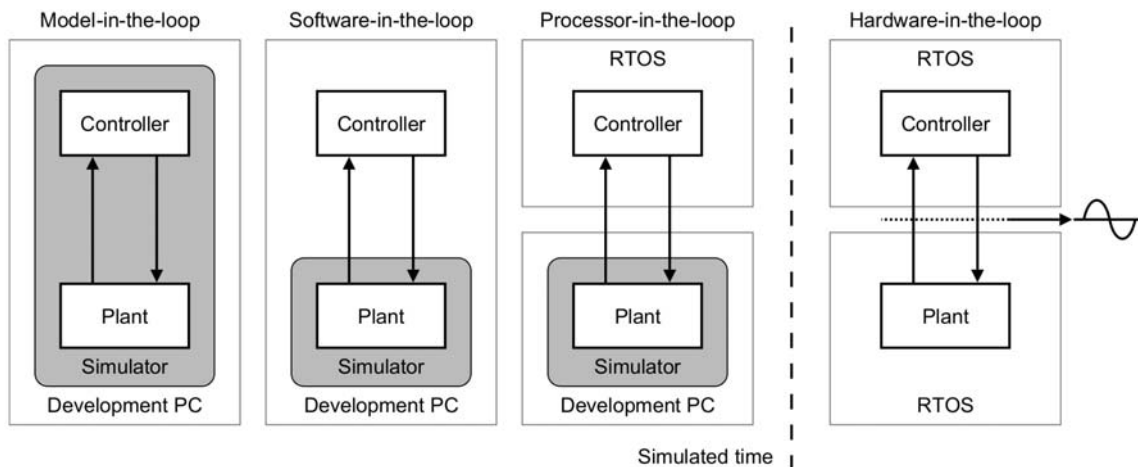 Model-in-the-loop
Controller
Plant
Simulator
Development PC
Software-in-the-loop
Controller
Plant
Simulator
Development PC
Processor-in-the-loop
RTOS
Controller
Plant
Simulator
Development PC
Hardware-in-the-loop
RTOS
Controller
Plant
RTOS
Simulated time